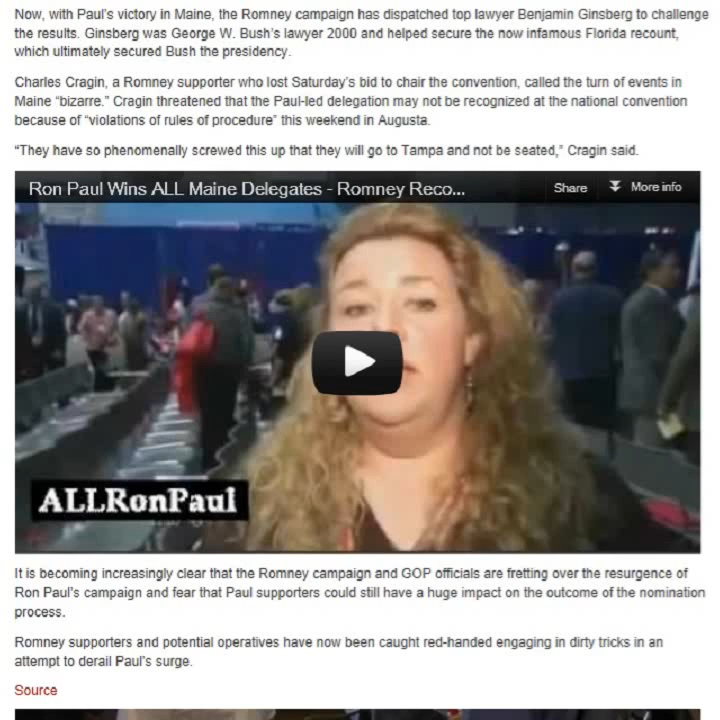 Now, with Paul's victory in Maine, the Romney campaign has dispatched top lawyer Benjamin Ginsberg to challenge
the results. Ginsberg was George W. Bush's lawyer 2000 and helped secure the now infamous Florida recount,
which ultimately secured Bush the presidency.
Charles Cragin, a Romney supporter who lost Saturday's bid to chair the convention, called the turn of events in
Maine "bizarre." Cragin threatened that the Paul-led delegation may not be recognized at the national convention
because of "violations of rules of procedure" this weekend in Augusta.
"They have so phenomenally screwed this up that they will go to Tampa and not be seated," Cragin said.
Ron Paul Wins ALL Maine Delegates - Romney Reco...
Share
More info
ALLRonPaul
It is becoming increasingly clear that the Romney campaign and GOP officials are fretting over the resurgence of
Ron Paul's campaign and fear that Paul supporters could still have a huge impact on the outcome of the nomination
process.
Romney supporters and potential operatives have now been caught red-handed engaging in dirty tricks in an
attempt to derail Paul's surge.
Source